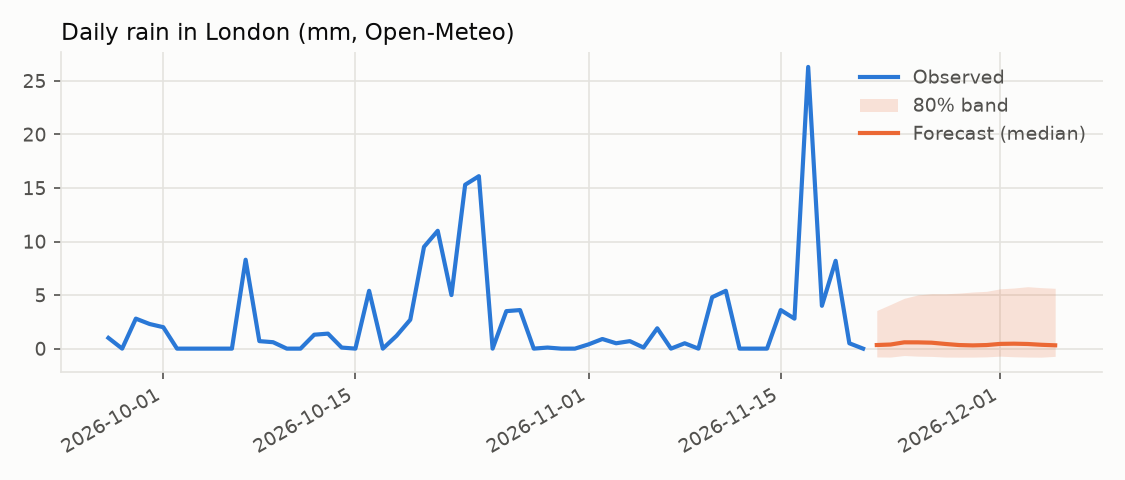 Daily rain in London (mm, Open-Meteo)
Observed
80% band
Forecast (median)
25
20
15
10
5
0
2026-10-01
2026-10-15
2026-11-01
2026-11-15
2026-12-01